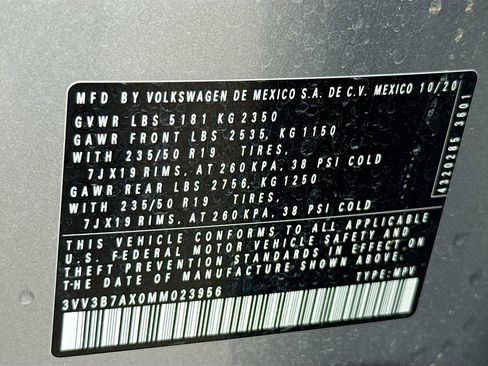 MFD BY VOLKSWAGEN DE MEXICO S.A. DE C.V. MEXICO 10/20
GVWR LBS 5181 KG 2350
GAWR FRONT LBS 2535, KG 1150
WITH 235/50 R19 TIRES,
7JX19 RIMS, AT 260 KPA, 38 PSI COLD
GAWR REAR LBS 2756, KG 1250
WITH 235/50 R19 TIRES,
7JX19 RIMS, AT 260 KPA, 38 PSI COLD
THIS VEHICLE CONFORMS TO ALL APPLICABLE
U.S. FEDERAL MOTOR VEHICLE SAFETY AND
THEFT PREVENTION STANDARDS IN EFFECT ON
THE DATE OF MANUFACTURE SHOWN ABOVE.
3VV3B7AX0MM023956 TYPE: MPV
3601